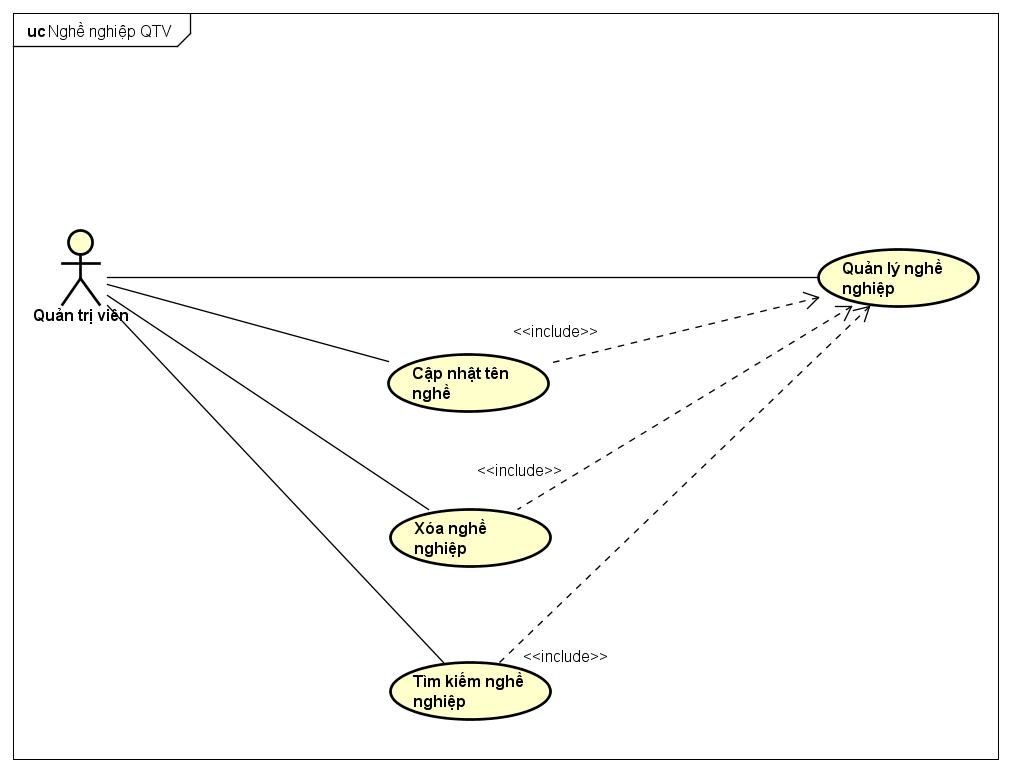 uc Nghề nghiệp QTV
Quản lý nghề
nghiệp
Quản trị viên
<<include>>
Cập nhật tên
nghề
<<include>>
Xóa nghề
nghiệp
<<include>>
Tìm kiếm nghề
nghiệp